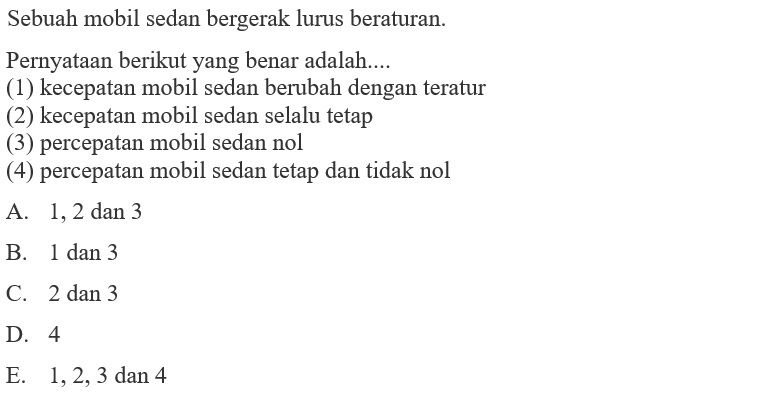 Sebuah mobil sedan bergerak lurus beraturan.
Pernyataan berikut yang benar adalah....
(1) kecepatan mobil sedan berubah dengan teratur
(2) kecepatan mobil sedan selalu tetap
(3) percepatan mobil sedan nol
(4) percepatan mobil sedan tetap dan tidak nol
A. 1, 2 dan 3
B. 1 dan 3
C. 2 dan 3
D. 4
E. 1, 2, 3 dan 4